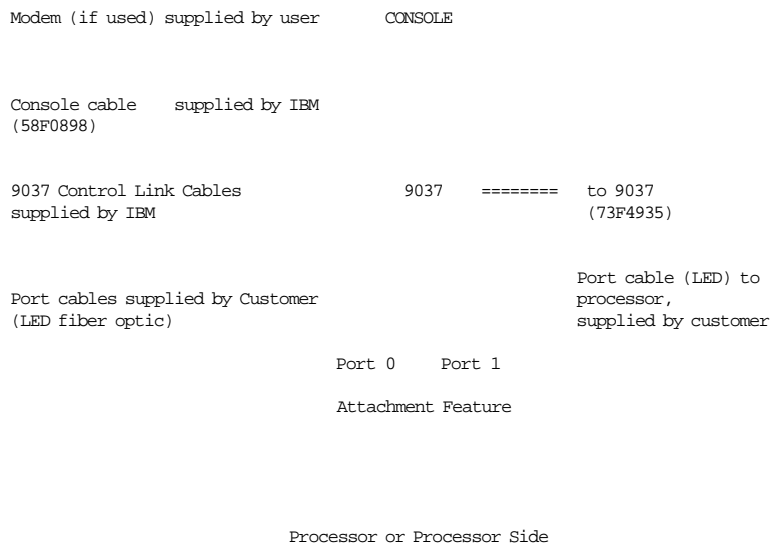 Modem (if used) supplied by user CONSOLE
Console cable supplied by IBM
(58F0898)
9037 Control Link Cables 9037 ======== to 9037
supplied by IBM (73F4935)
Port cable (LED) to
Port cables supplied by Customer processor,
(LED fiber optic) supplied by customer
Port 0 Port 1
Attachment Feature
Processor or Processor Side